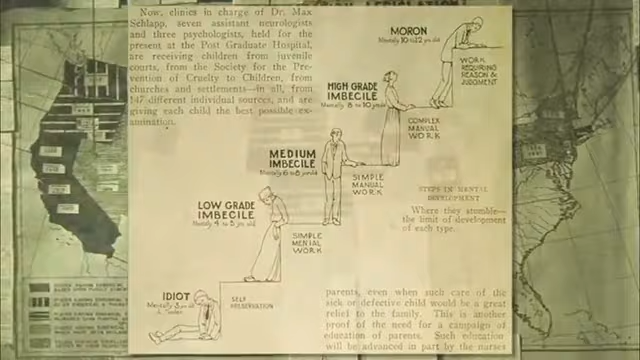 Now, clinics in charge of Dr. Max
Schlapp, seven assistant neurologists
and three psychologists, held for the
present at the Post Graduate Hospital,
are receiving children from juvenile
courts, from the Society for the Pre-
vention of Cruelty to Children, from
churches and settlements—in all, from
147 different individual sources, and are
giving each child the best possible ex-
amination.
MORON
Mentally 10 to 12 yrs old
WORK
REQUIRING
REASON &
JUDGMENT
HIGH GRADE
IMBECILE
Mentally 8 to 10 years
COMPLEX
MANUAL
WORK
MEDIUM
IMBECILE
Mentally 6 to 8 yrs old
SIMPLE
MANUAL
WORK
LOW GRADE
IMBECILE
Mentally 4 to 5 yrs old
SIMPLE
MENIAL
WORK
IDIOT
Mentally 3 yrs old
SELF
PRESERVATION
STEPS IN MENTAL
DEVELOPMENT
Where they stumble—
the limit of development
of each type.
parents, even when such care of the
sick or defective child would be a great
relief to the family. This is another
proof of the need for a campaign of
education of parents. Such education
will be advanced in part by the nurses